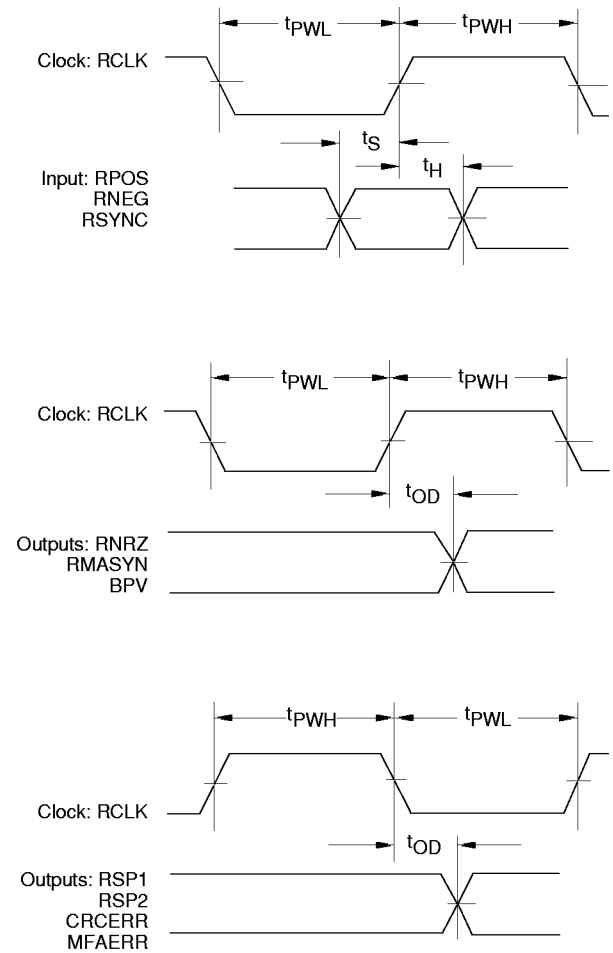 tPWL tPWH
Clock: RCLK
tS
tH
Input: RPOS
RNEG
RSYNC
tPWL tPWH
Clock: RCLK
tOD
Outputs: RNRZ
RMASYN
BPV
tPWH tPWL
Clock: RCLK
tOD
Outputs: RSP1
RSP2
CRCERR
MFAERR